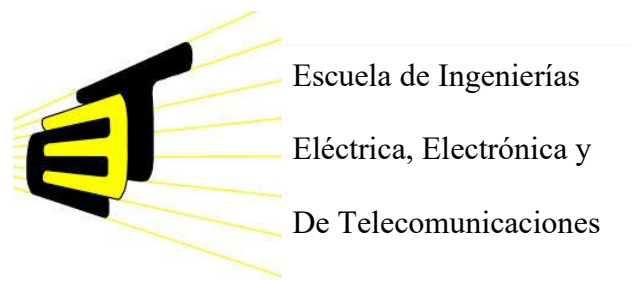 Escuela de Ingenierías
Eléctrica, Electrónica y
De Telecomunicaciones